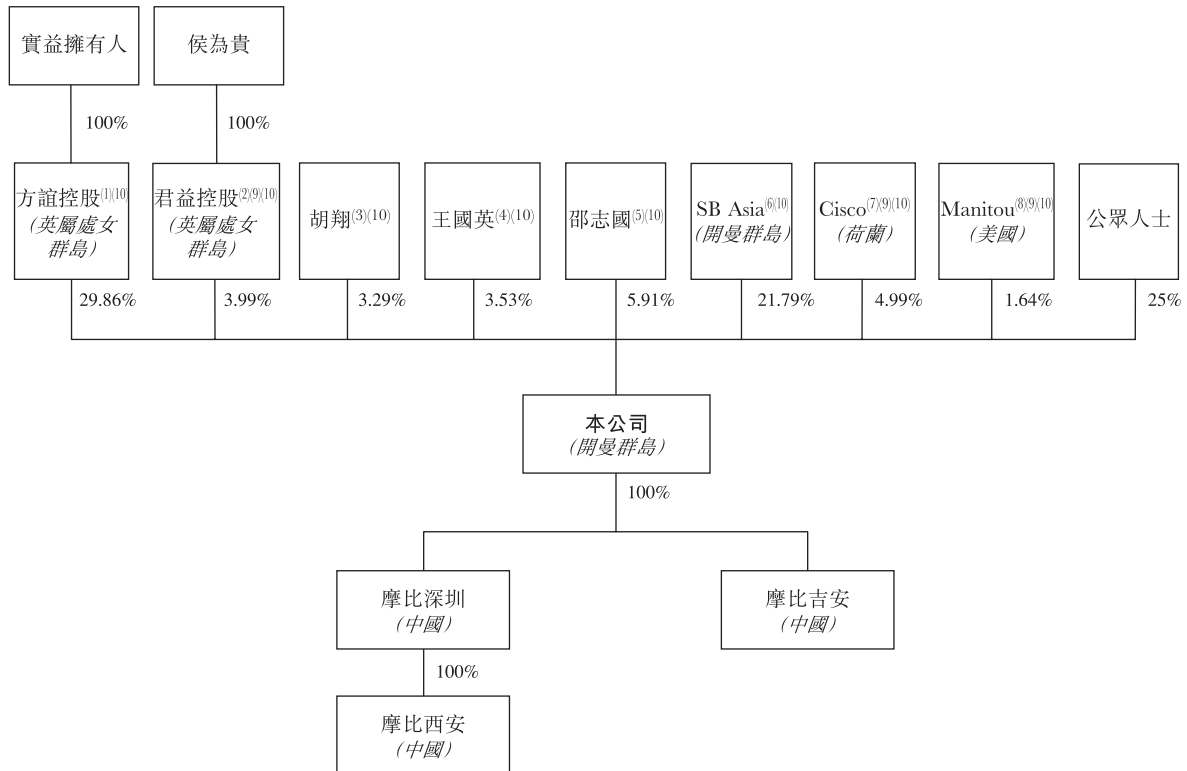 實益擁有人
侯為貴
100%
100%
方誼控股(1)(10)
(英屬處女
群島)
君益控股(2)(9)(10)
(英屬處女
群島)
胡翔(3)(10)
王國英(4)(10)
邵志國(5)(10)
SB Asia(6)(10)
(開曼群島)
Cisco(7)(9)(10)
(荷蘭)
Manitou(8)(9)(10)
(美國)
公眾人士
29.86%
3.99%
3.29%
3.53%
5.91%
21.79%
4.99%
1.64%
25%
本公司
(開曼群島)
100%
摩比深圳
(中國)
摩比吉安
(中國)
100%
摩比西安
(中國)